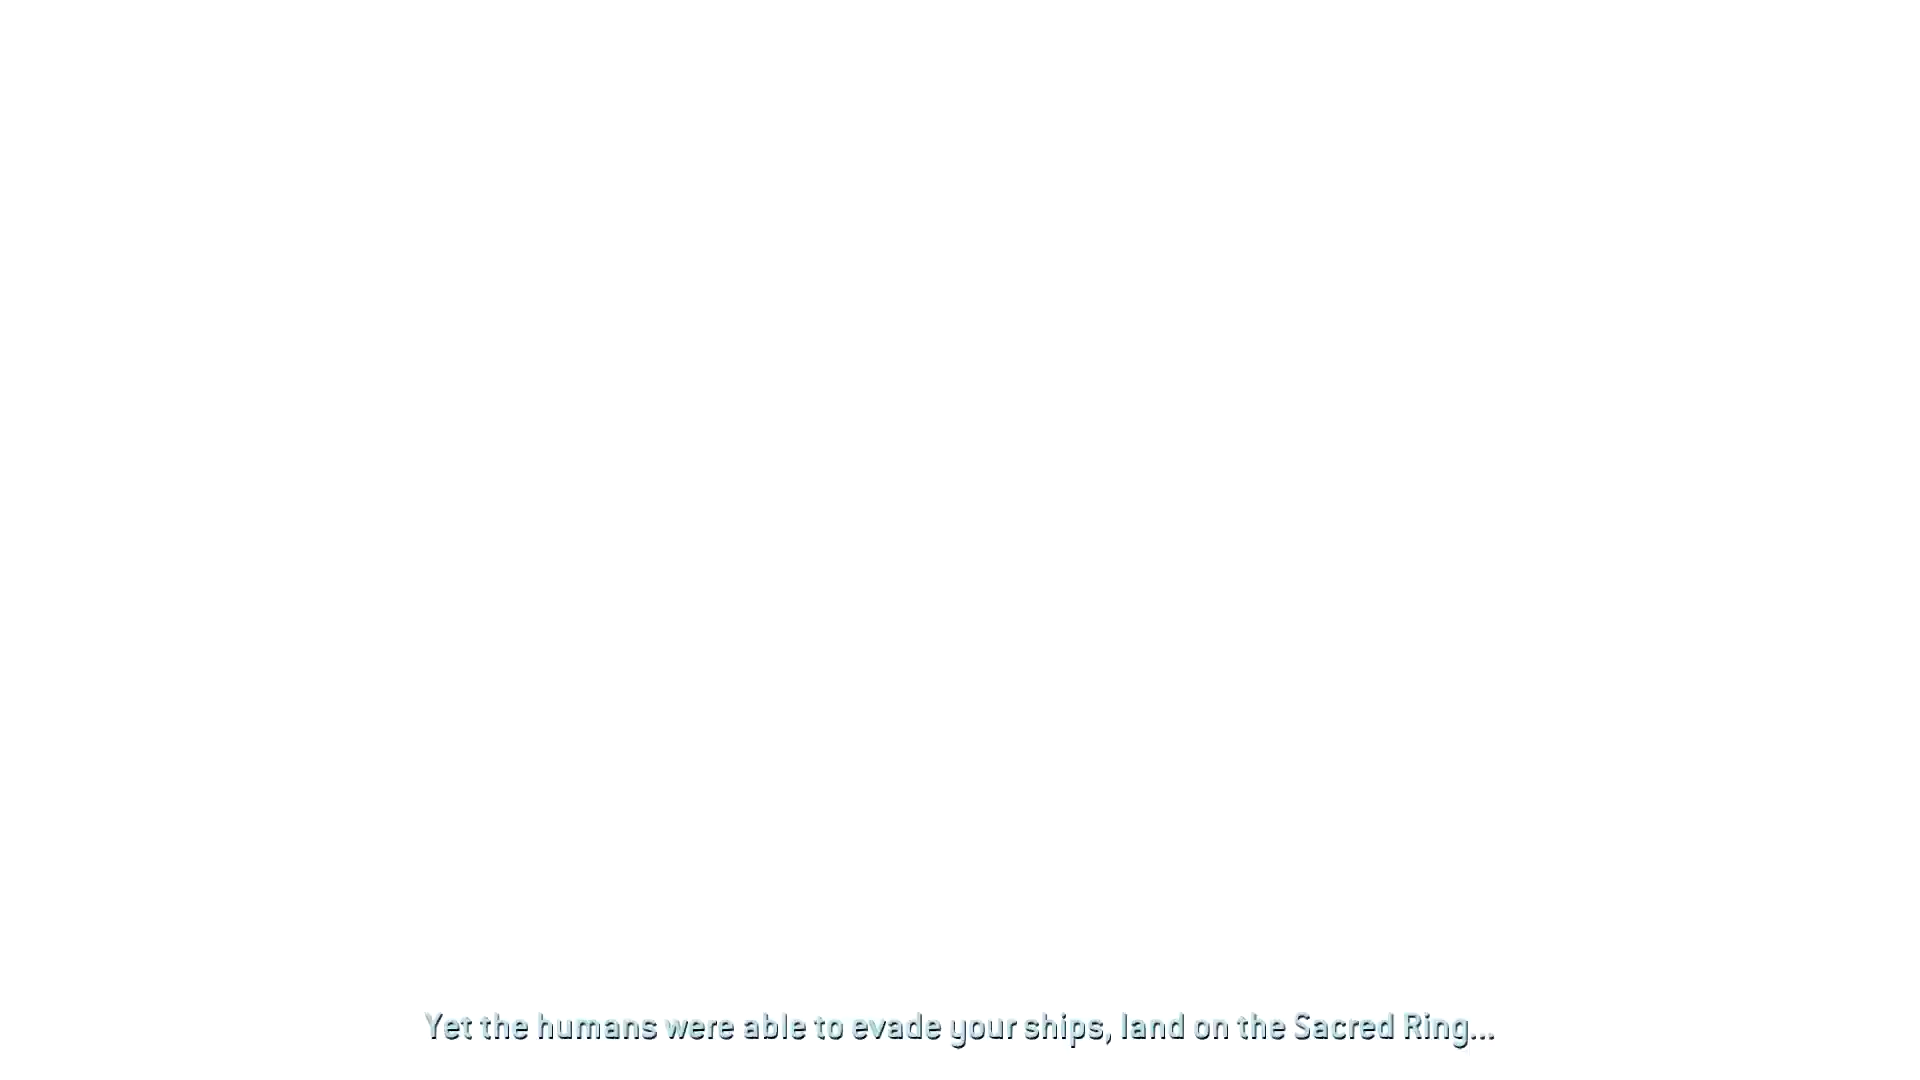 Yet the humans were able to evade your ships, land on the Sacred Ring...